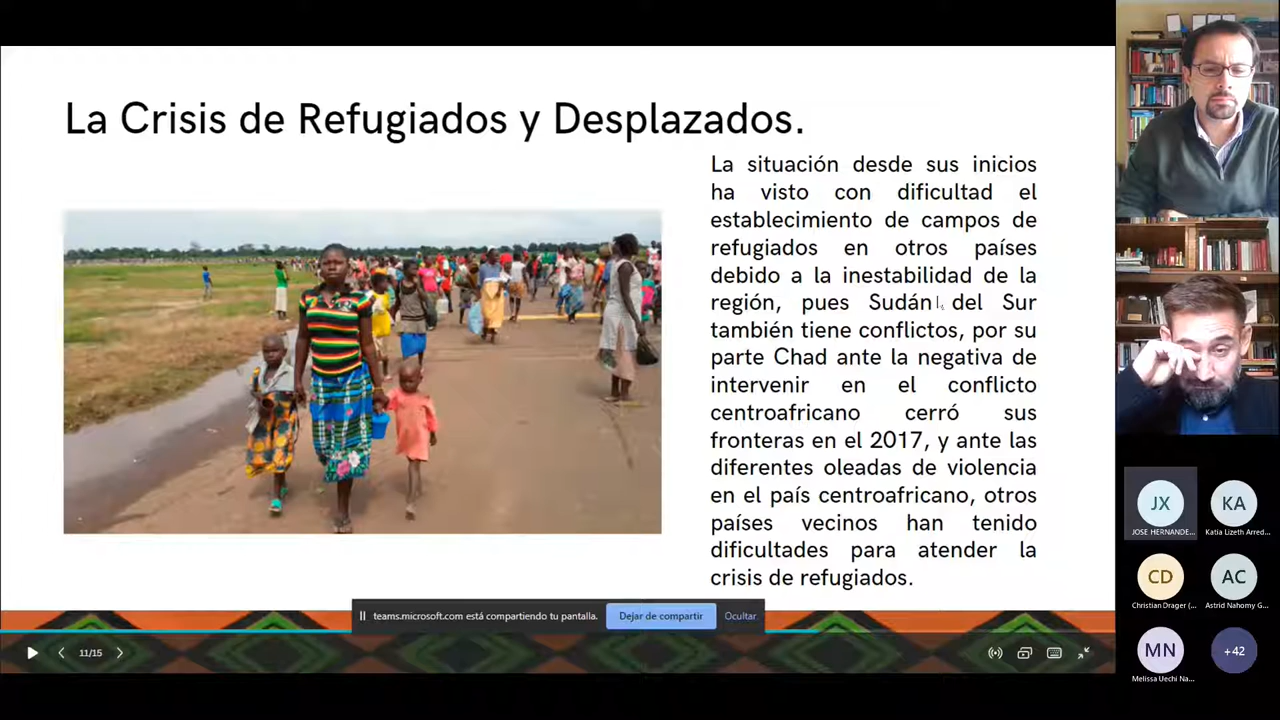 La Crisis de Refugiados y Desplazados.
La situación desde sus inicios
ha visto con dificultad el
establecimiento de campos de
refugiados en otros países
debido a la inestabilidad de la
región, pues Sudán del Sur
también tiene conflictos, por su
parte Chad ante la negativa de
intervenir en el conflicto
centroafricano cerró sus
fronteras en el 2017, y ante las
diferentes oleadas de violencia
en el país centroafricano, otros
países vecinos han tenido
dificultades para atender la
crisis de refugiados.
teams.microsoft.com está compartiendo tu pantalla.
Dejar de compartir
Ocultar
11/15
JX
JOSE HERNANDE...
KA
Katia Lizeth Arred...
CD
Christian Drager (...
AC
Astrid Nahomy G...
MN
Melissa Uechi Na...
+42